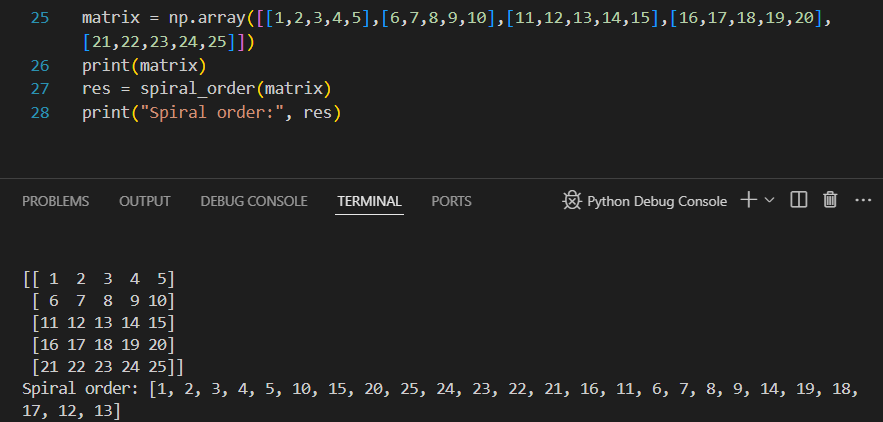 25 matrix = np.array([[1,2,3,4,5],[6,7,8,9,10],[11,12,13,14,15],[16,17,18,19,20],
[21,22,23,24,25]])
26 print(matrix)
27 res = spiral_order(matrix)
28 print("Spiral order:", res)
PROBLEMS OUTPUT DEBUG CONSOLE TERMINAL PORTS Python Debug Console
[[ 1  2  3  4  5]
 [ 6  7  8  9 10]
 [11 12 13 14 15]
 [16 17 18 19 20]
 [21 22 23 24 25]]
Spiral order: [1, 2, 3, 4, 5, 10, 15, 20, 25, 24, 23, 22, 21, 16, 11, 6, 7, 8, 9, 14, 19, 18,
17, 12, 13]